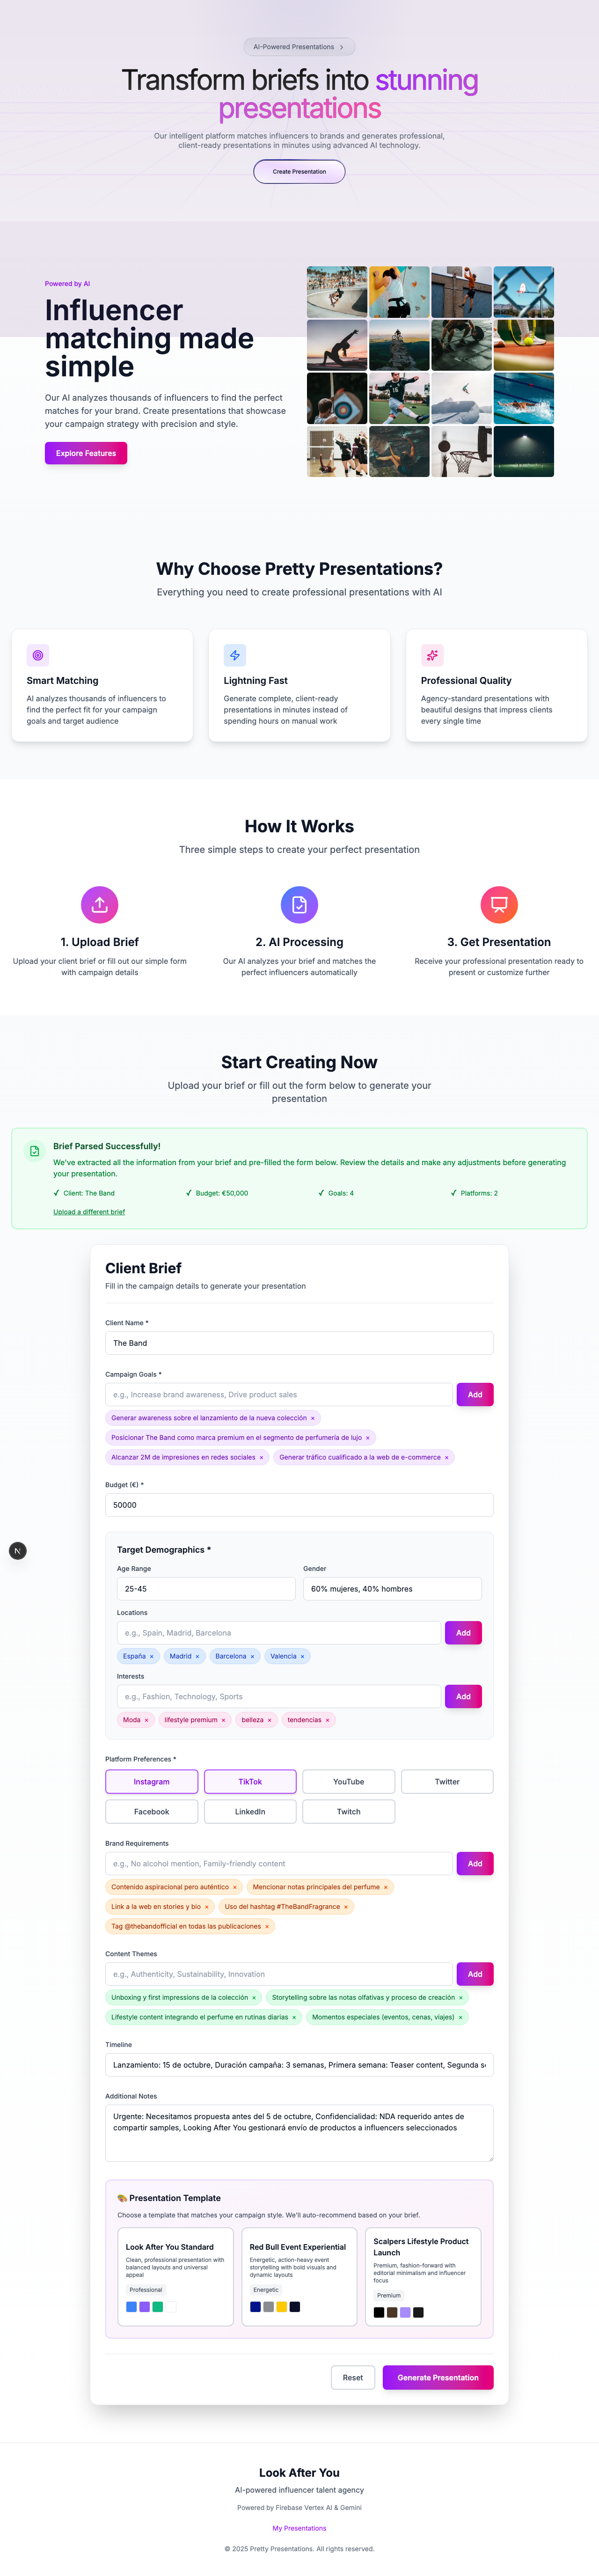 AI-Powered Presentations
Transform briefs into stunning
presentations
Our intelligent platform matches influencers to brands and generates professional,
client-ready presentations in minutes using advanced AI technology.
Create Presentation
Powered by AI
Influencer
matching made
simple
Our AI analyzes thousands of influencers to find the perfect
matches for your brand. Create presentations that showcase
your campaign strategy with precision and style.
Explore Features
Why Choose Pretty Presentations?
Everything you need to create professional presentations with AI
Smart Matching
AI analyzes thousands of influencers to
find the perfect fit for your campaign
goals and target audience
Lightning Fast
Generate complete, client-ready
presentations in minutes instead of
spending hours on manual work
Professional Quality
Agency-standard presentations with
beautiful designs that impress clients
every single time
How It Works
Three simple steps to create your perfect presentation
1. Upload Brief
Upload your client brief or fill out our simple form
with campaign details
2. AI Processing
Our AI analyzes your brief and matches the
perfect influencers automatically
3. Get Presentation
Receive your professional presentation ready to
present or customize further
Start Creating Now
Upload your brief or fill out the form below to generate your
presentation
Brief Parsed Successfully!
We've extracted all the information from your brief and pre-filled the form below. Review the details and make any adjustments before generating
your presentation.
✓ Client: The Band
✓ Budget: €50,000
✓ Goals: 4
✓ Platforms: 2
Upload a different brief
Client Brief
Fill in the campaign details to generate your presentation
Client Name *
The Band
Campaign Goals *
e.g., Increase brand awareness, Drive product sales
Add
Generar awareness sobre el lanzamiento de la nueva colección ×
Posicionar The Band como marca premium en el segmento de perfumería de lujo ×
Alcanzar 2M de impresiones en redes sociales × Generar tráfico cualificado a la web de e-commerce ×
Budget (€) *
50000
Target Demographics *
Age Range
Gender
25-45
60% mujeres, 40% hombres
Locations
e.g., Spain, Madrid, Barcelona
Add
España × Madrid × Barcelona × Valencia ×
Interests
e.g., Fashion, Technology, Sports
Add
Moda × lifestyle premium × belleza × tendencias ×
Platform Preferences *
Instagram TikTok YouTube Twitter
Facebook LinkedIn Twitch
Brand Requirements
e.g., No alcohol mention, Family-friendly content
Add
Contenido aspiracional pero auténtico × Mencionar notas principales del perfume ×
Link a la web en stories y bio × Uso del hashtag #TheBandFragrance ×
Tag @thebandofficial en todas las publicaciones ×
Content Themes
e.g., Authenticity, Sustainability, Innovation
Add
Unboxing y first impressions de la colección × Storytelling sobre las notas olfativas y proceso de creación ×
Lifestyle content integrando el perfume en rutinas diarias × Momentos especiales (eventos, cenas, viajes) ×
Timeline
Lanzamiento: 15 de octubre, Duración campaña: 3 semanas, Primera semana: Teaser content, Segunda s
Additional Notes
Urgente: Necesitamos propuesta antes del 5 de octubre, Confidencialidad: NDA requerido antes de
compartir samples, Looking After You gestionará envío de productos a influencers seleccionados
🎨 Presentation Template
Choose a template that matches your campaign style. We'll auto-recommend based on your brief.
Look After You Standard
Clean, professional presentation with
balanced layouts and universal
appeal
Professional
Red Bull Event Experiential
Energetic, action-heavy event
storytelling with bold visuals and
dynamic layouts
Energetic
Scalpers Lifestyle Product
Launch
Premium, fashion-forward with
editorial minimalism and influencer
focus
Premium
Reset
Generate Presentation
N
Look After You
AI-powered influencer talent agency
Powered by Firebase Vertex AI & Gemini
My Presentations
© 2025 Pretty Presentations. All rights reserved.